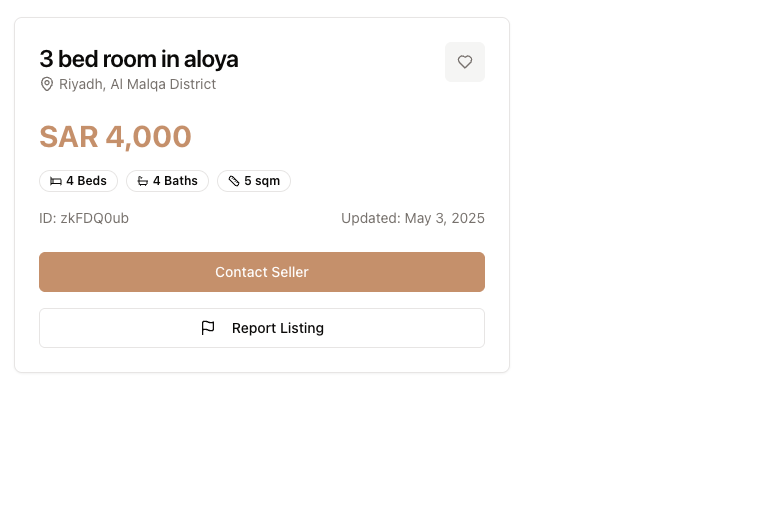 3 bed room in aloya
Riyadh, Al Malqa District
SAR 4,000
4 Beds 4 Baths 5 sqm
ID: zkFDQ0ub Updated: May 3, 2025
Contact Seller
Report Listing